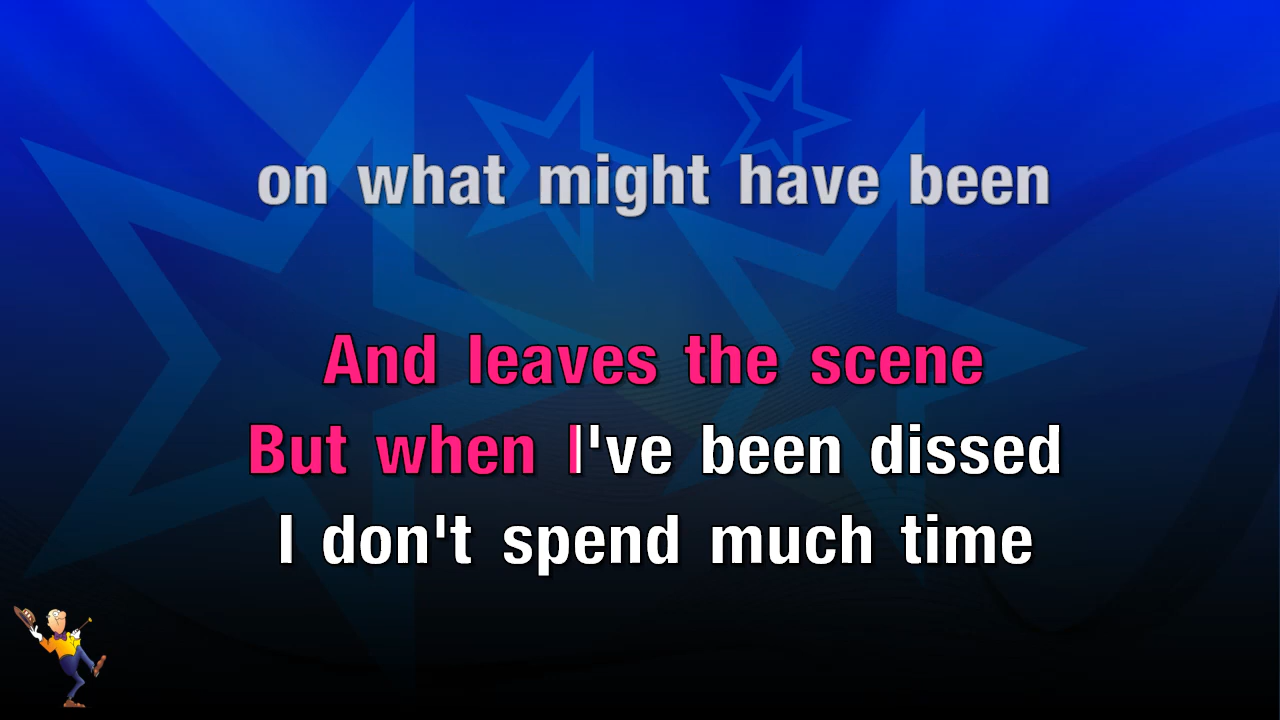 on what might have been
And leaves the scene
But when I've been dissed
I don't spend much time